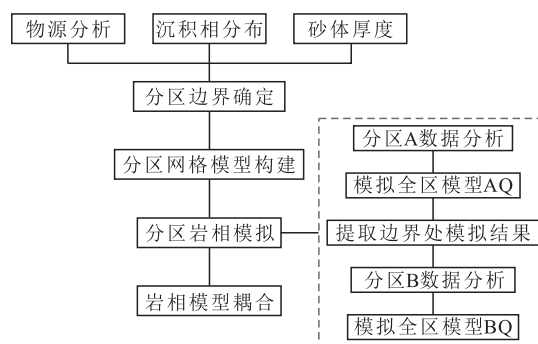 物源分析
沉积相分布
砂体厚度
分区边界确定
分区网格模型构建
分区岩相模拟
岩相模型耦合
分区A数据分析
模拟全区模型AQ
提取边界处模拟结果
分区B数据分析
模拟全区模型BQ